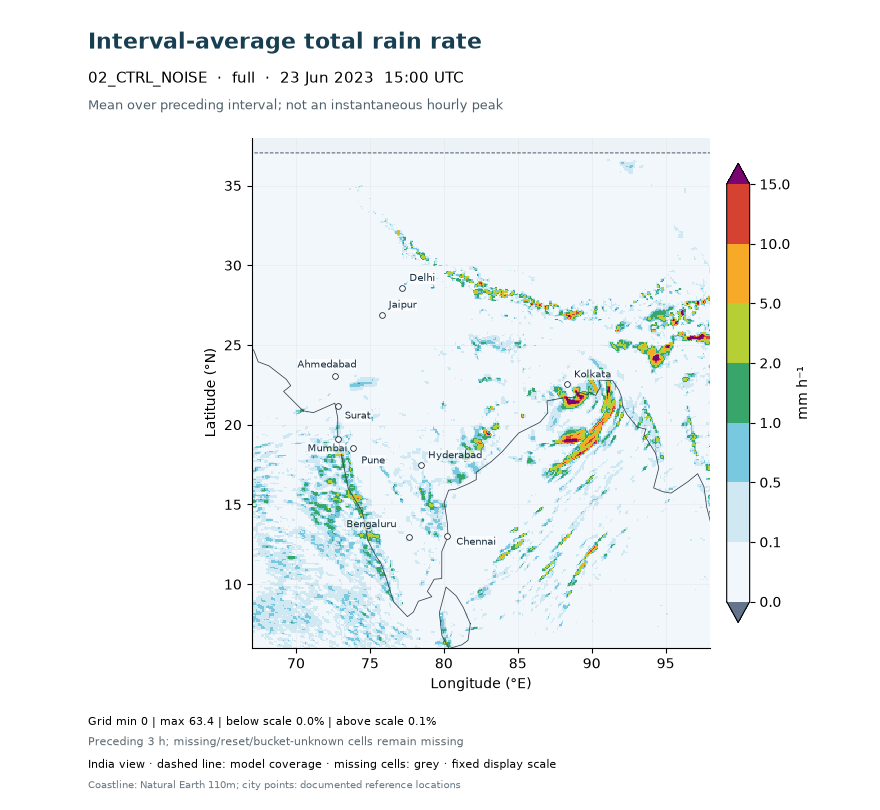 Interval-average total rain rate
02_CTRL_NOISE · full · 23 Jun 2023 15:00 UTC
Mean over preceding interval; not an instantaneous hourly peak
35
30
25
20
15
10
Latitude (°N)
70
75
80
85
90
95
Longitude (°E)
Delhi
Jaipur
Ahmedabad
Kolkata
Surat
Mumbai
Pune
Hyderabad
Bengaluru
Chennai
15.0
10.0
5.0
2.0
1.0
0.5
0.1
0.0
mm h⁻¹
Grid min 0 | max 63.4 | below scale 0.0% | above scale 0.1%
Preceding 3 h; missing/reset/bucket-unknown cells remain missing
India view · dashed line: model coverage · missing cells: grey · fixed display scale
Coastline: Natural Earth 110m; city points: documented reference locations